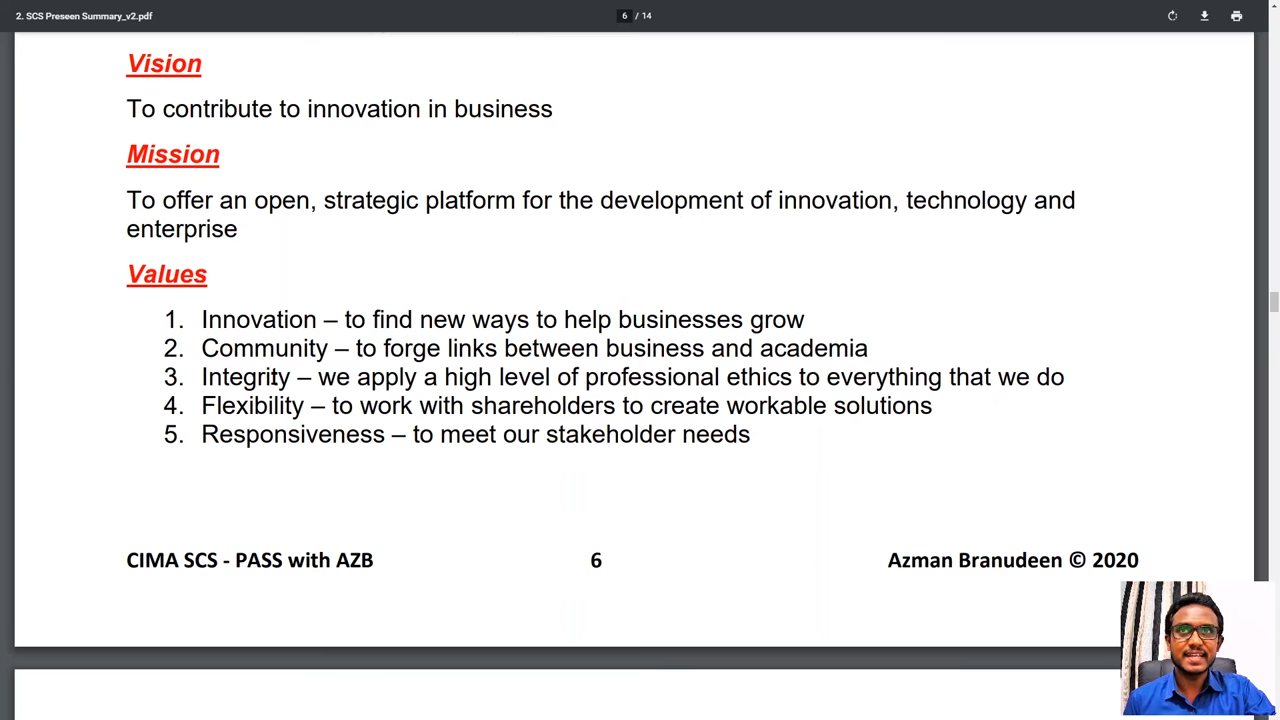 2. SCS Preseen Summary_v2.pdf
6 / 14
Vision
To contribute to innovation in business
Mission
To offer an open, strategic platform for the development of innovation, technology and
enterprise
Values
1. Innovation – to find new ways to help businesses grow
2. Community – to forge links between business and academia
3. Integrity – we apply a high level of professional ethics to everything that we do
4. Flexibility – to work with shareholders to create workable solutions
5. Responsiveness – to meet our stakeholder needs
CIMA SCS - PASS with AZB 6 Azman Branudeen © 2020